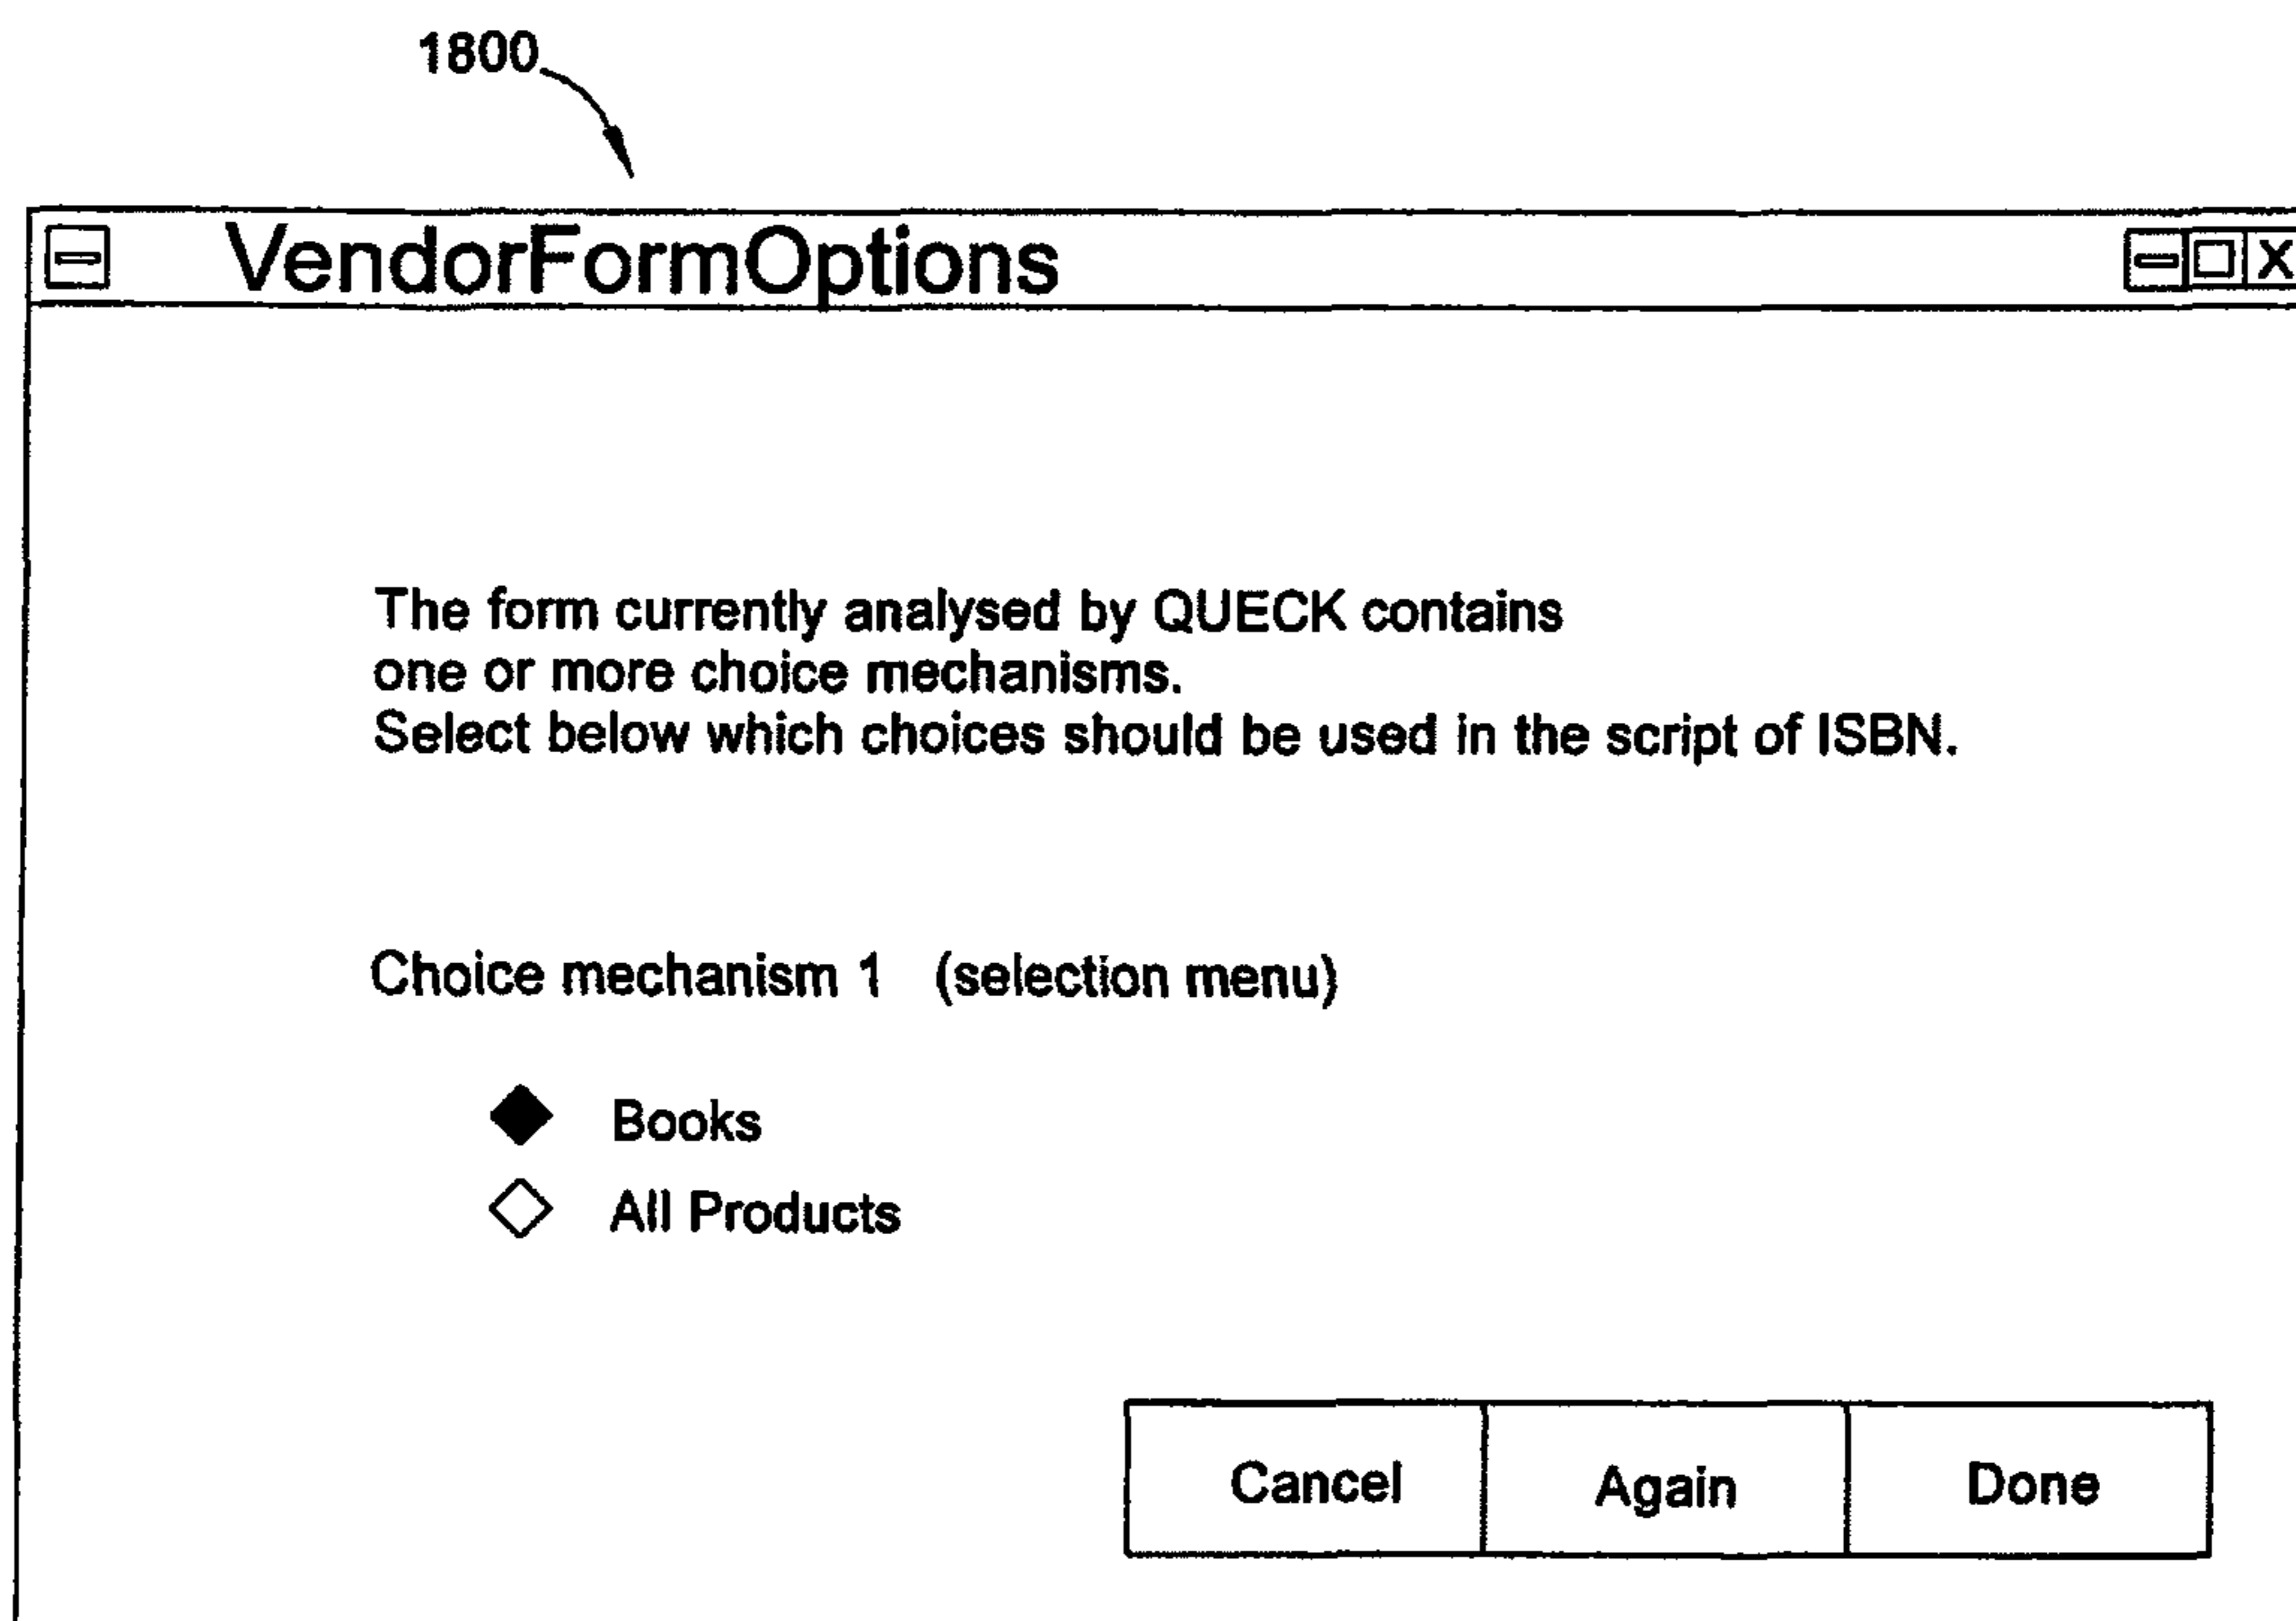 1800
VendorFormOptions
X
The form currently analysed by QUECK contains
one or more choice mechanisms.
Select below which choices should be used in the script of ISBN.
Choice mechanism 1 (selection menu)
Books
All Products
Cancel Again Done